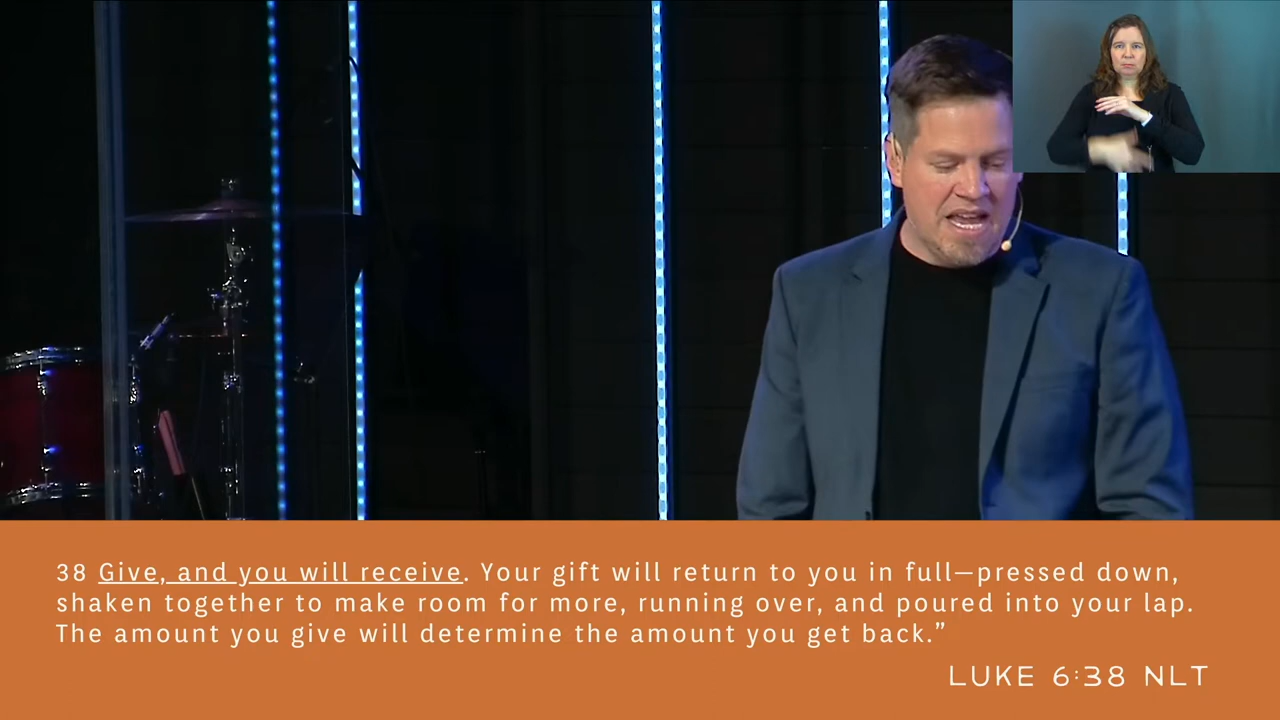 38 Give, and you will receive. Your gift will return to you in full—pressed down,
shaken together to make room for more, running over, and poured into your lap.
The amount you give will determine the amount you get back.”
LUKE 6:38 NLT